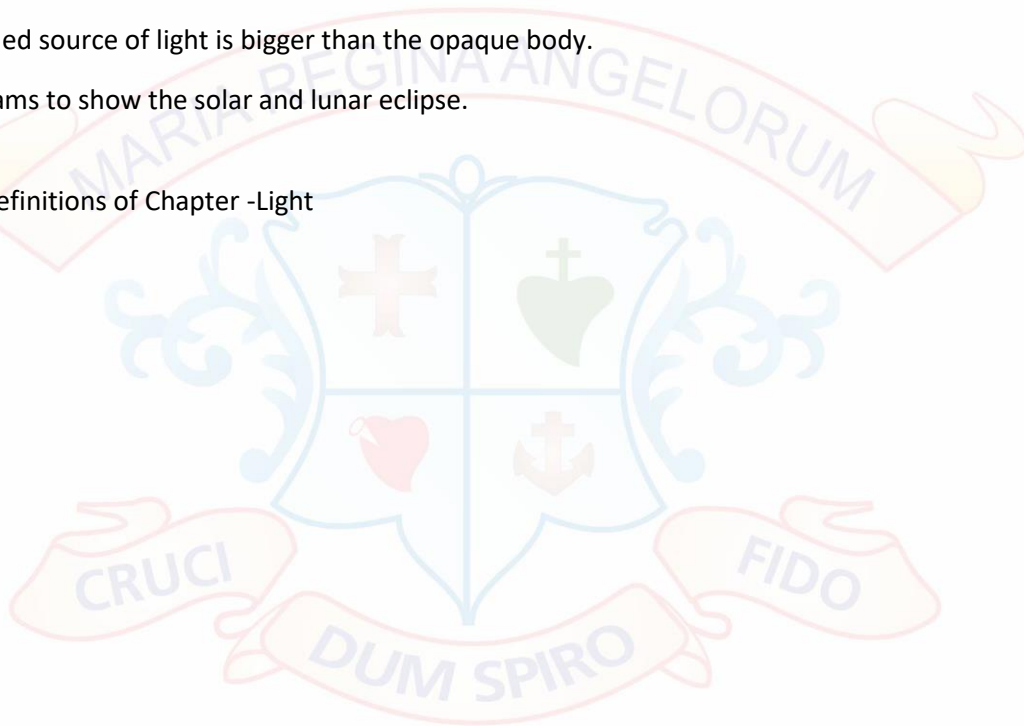 ed source of light is bigger than the opaque body.
ams to show the solar and lunar eclipse.
efinitions of Chapter -Light
MARIA REGINA ANGELORUM
CRUCI
FIDO
DUM SPIRO